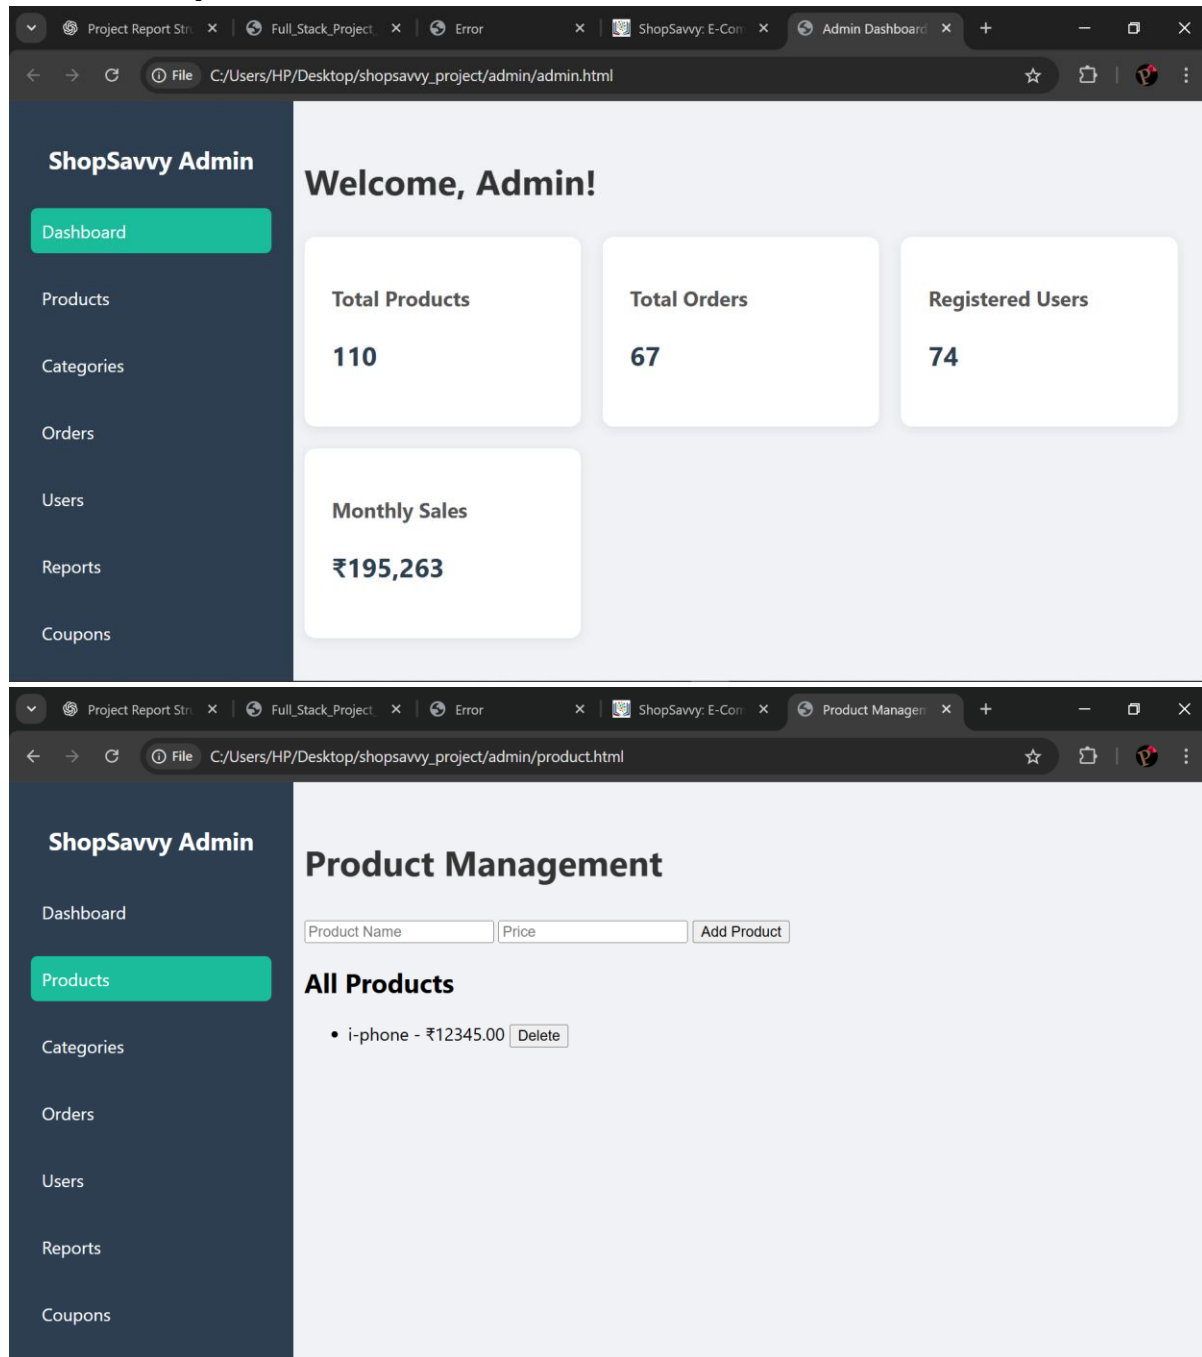 Project Report Str
Full_Stack_Project_
Error
ShopSavvy: E-Com
Admin Dashboard
File C:/Users/HP/Desktop/shopsavvy_project/admin/admin.html
ShopSavvy Admin
Dashboard
Products
Categories
Orders
Users
Reports
Coupons
Welcome, Admin!
Total Products
110
Total Orders
67
Registered Users
74
Monthly Sales
₹195,263
Project Report Str
Full_Stack_Project_
Error
ShopSavvy: E-Com
Product Managem
File C:/Users/HP/Desktop/shopsavvy_project/admin/product.html
ShopSavvy Admin
Dashboard
Products
Categories
Orders
Users
Reports
Coupons
Product Management
Product Name Price Add Product
All Products
• i-phone - ₹12345.00 Delete